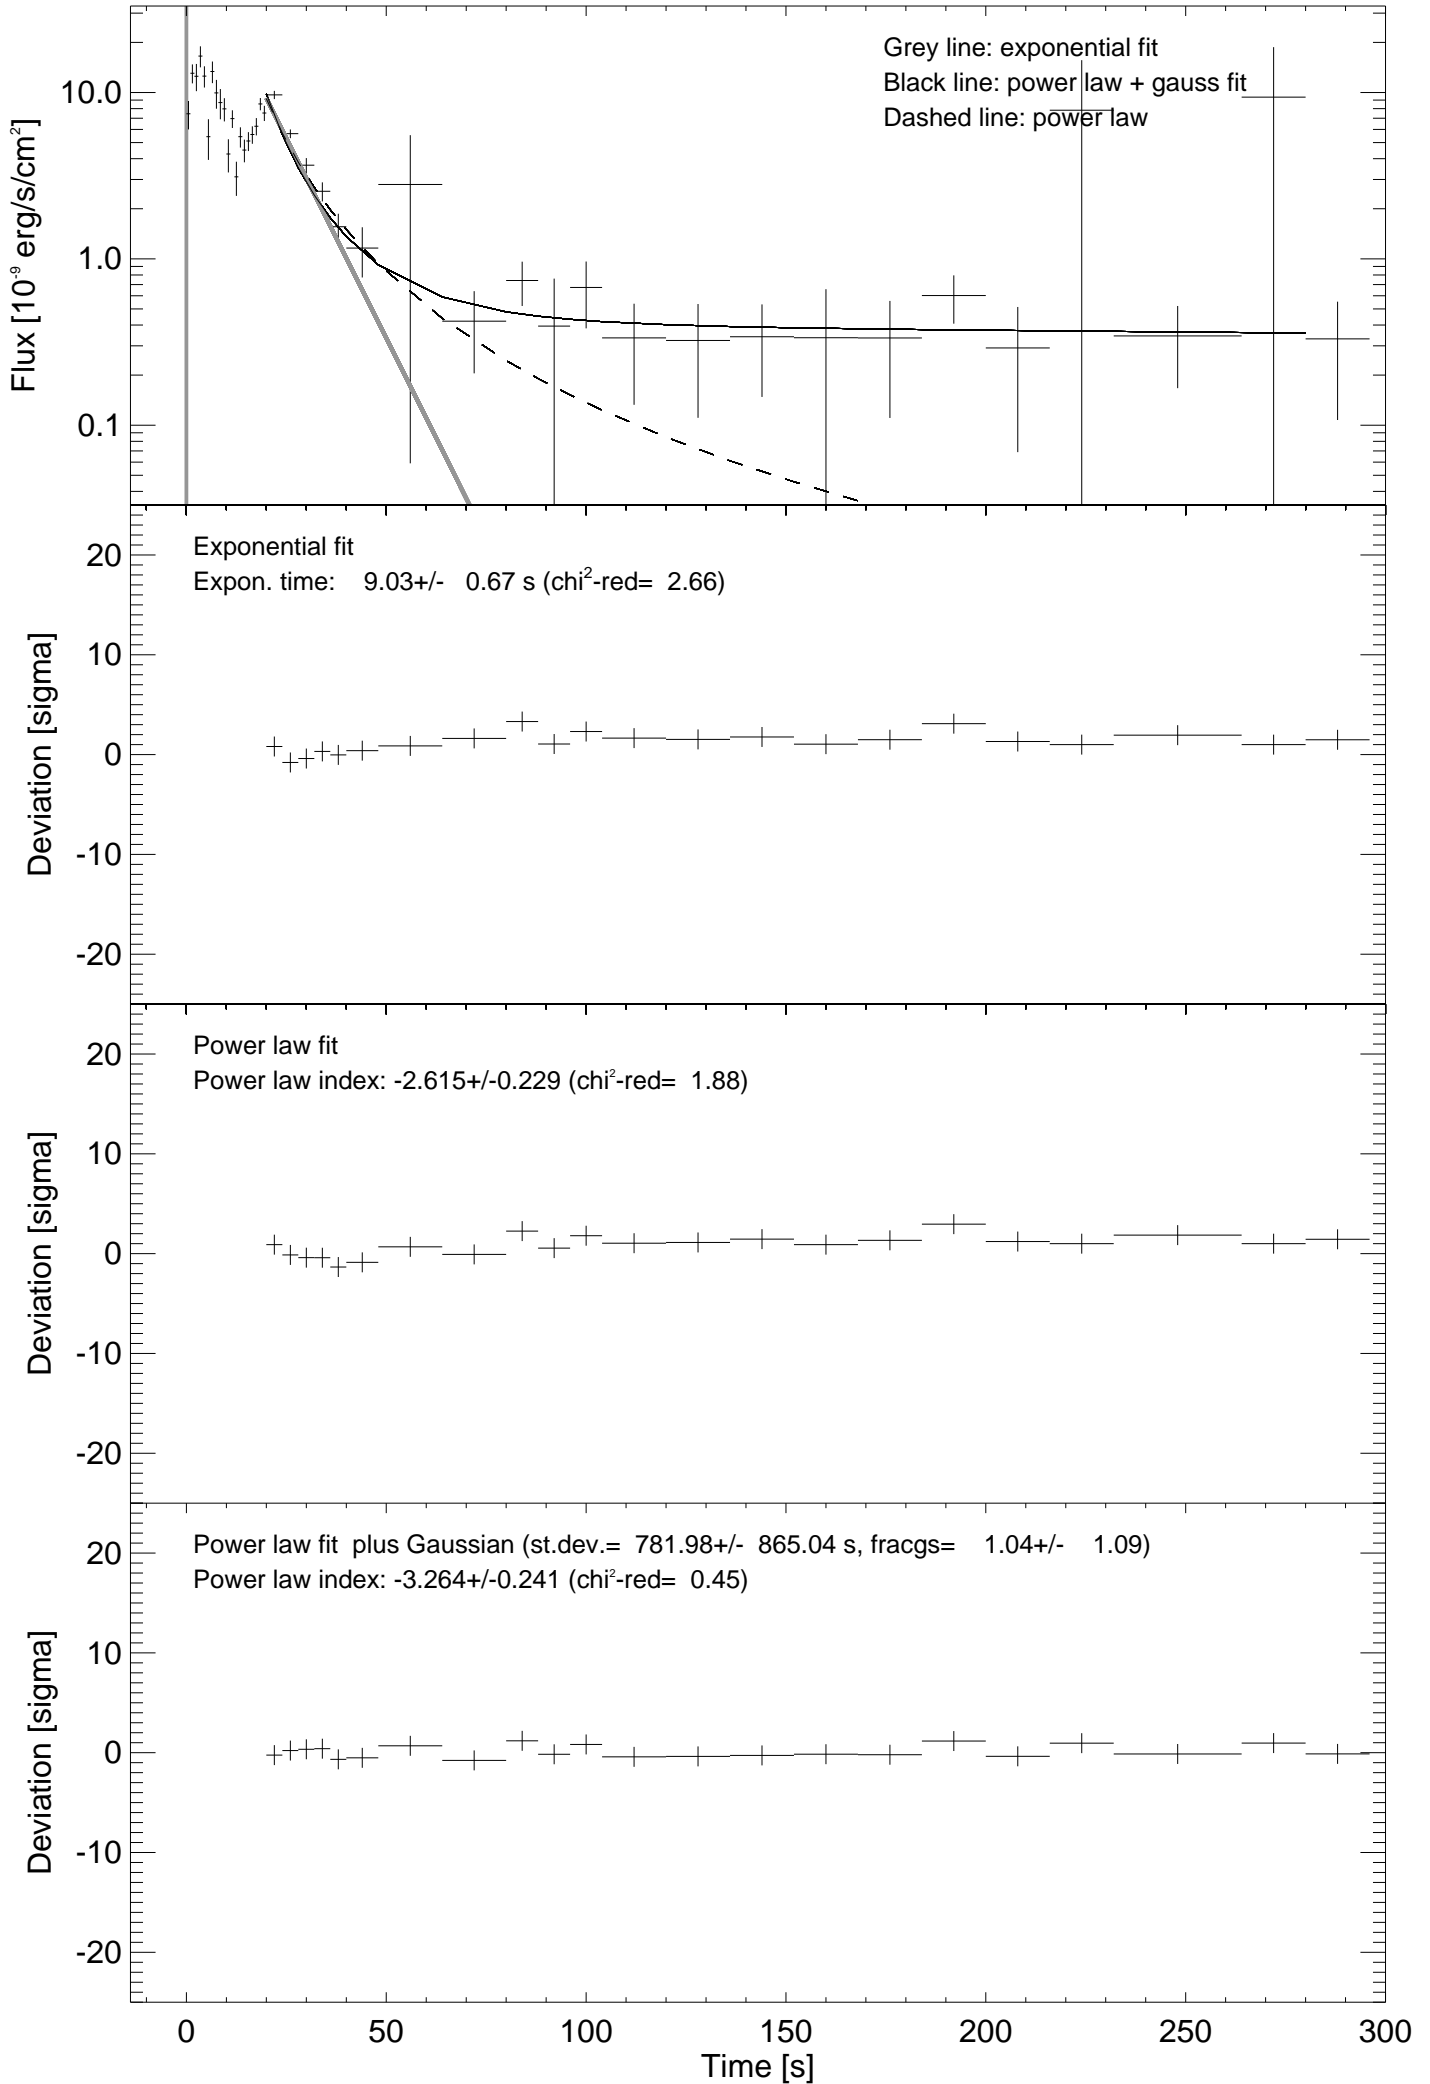 Grey line: exponential fit
Black line: power law + gauss fit
Dashed line: power law
10.0
1.0
0.1
Flux [10⁻⁹ erg/s/cm²]
Exponential fit
Expon. time: 9.03+/- 0.67 s (chi²-red= 2.66)
20
10
0
-10
-20
Deviation [sigma]
Power law fit
Power law index: -2.615+/-0.229 (chi²-red= 1.88)
20
10
0
-10
-20
Deviation [sigma]
Power law fit plus Gaussian (st.dev.= 781.98+/- 865.04 s, fracgs= 1.04+/- 1.09)
Power law index: -3.264+/-0.241 (chi²-red= 0.45)
20
10
0
-10
-20
Deviation [sigma]
0 50 100 150 200 250 300
Time [s]